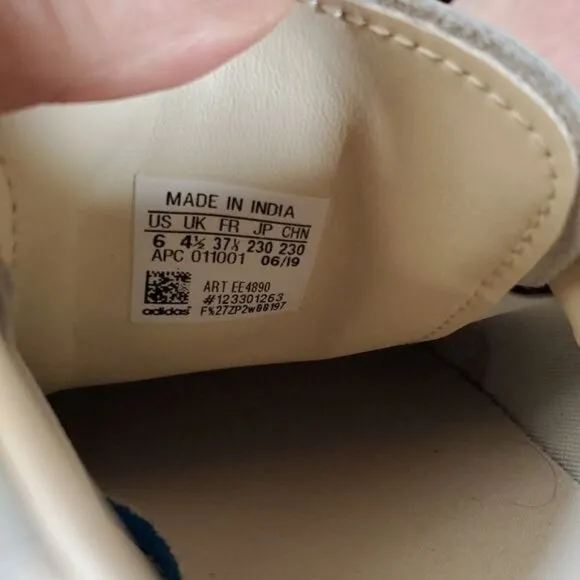 MADE IN INDIA
US UK FR JP CHN
6 4½ 37⅓ 230 230
APC 011001 06/19
ART EE4890
#123301263
adidas F%27ZP2w88197